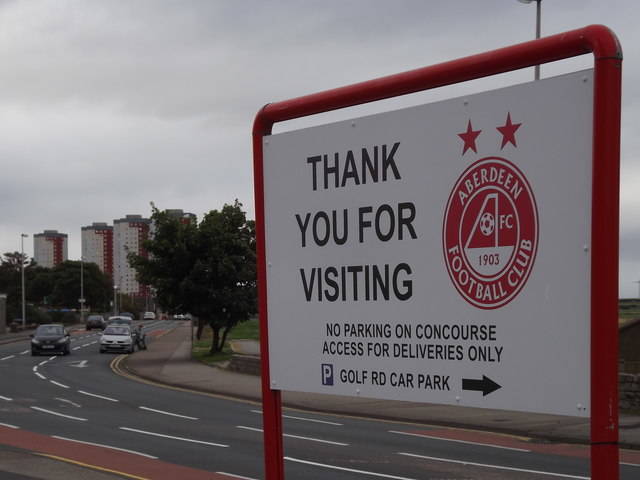 THANK
YOU FOR
VISITING
ABERDEEN
FC
1903
FOOTBALL CLUB
NO PARKING ON CONCOURSE
ACCESS FOR DELIVERIES ONLY
P GOLF RD CAR PARK